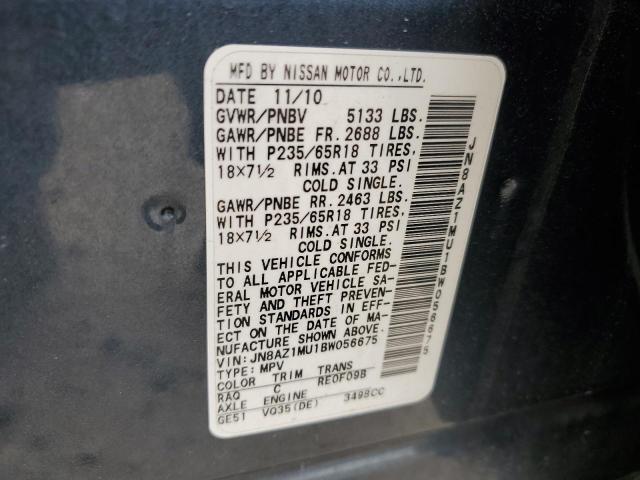 MFD BY NISSAN MOTOR CO.,LTD.
DATE 11/10
GVWR/PNBV 5133 LBS.
GAWR/PNBE FR. 2688 LBS.
WITH P235/65R18 TIRES,
18×7½ RIMS. AT 33 PSI
COLD SINGLE.
GAWR/PNBE RR. 2463 LBS.
WITH P235/65R18 TIRES,
18×7½ RIMS. AT 33 PSI
COLD SINGLE.
THIS VEHICLE CONFORMS
TO ALL APPLICABLE FED-
ERAL MOTOR VEHICLE SA-
FETY AND THEFT PREVEN-
TION STANDARDS IN EFFECT
ON THE DATE OF MA-
NUFACTURE SHOWN ABOVE.
VIN: JN8AZ1MU1BW056675
TYPE: MPV
COLOR TRIM TRANS
RAQ C RE0F09B
AXLE ENGINE
GE51 VQ35(DE) 3498CC
JN8AZ1MU1BW056675